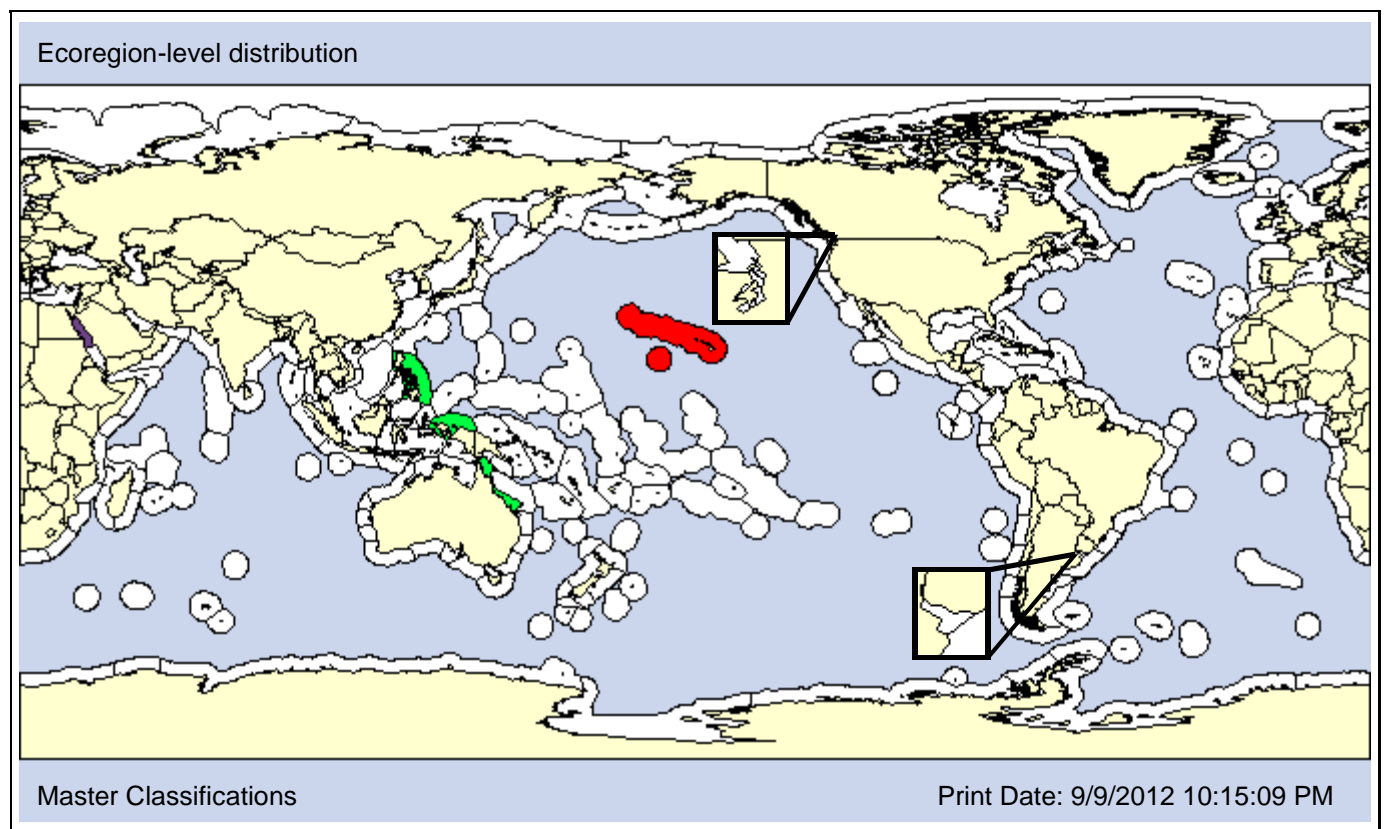 Ecoregion-level distribution
Master Classifications
Print Date: 9/9/2012 10:15:09 PM